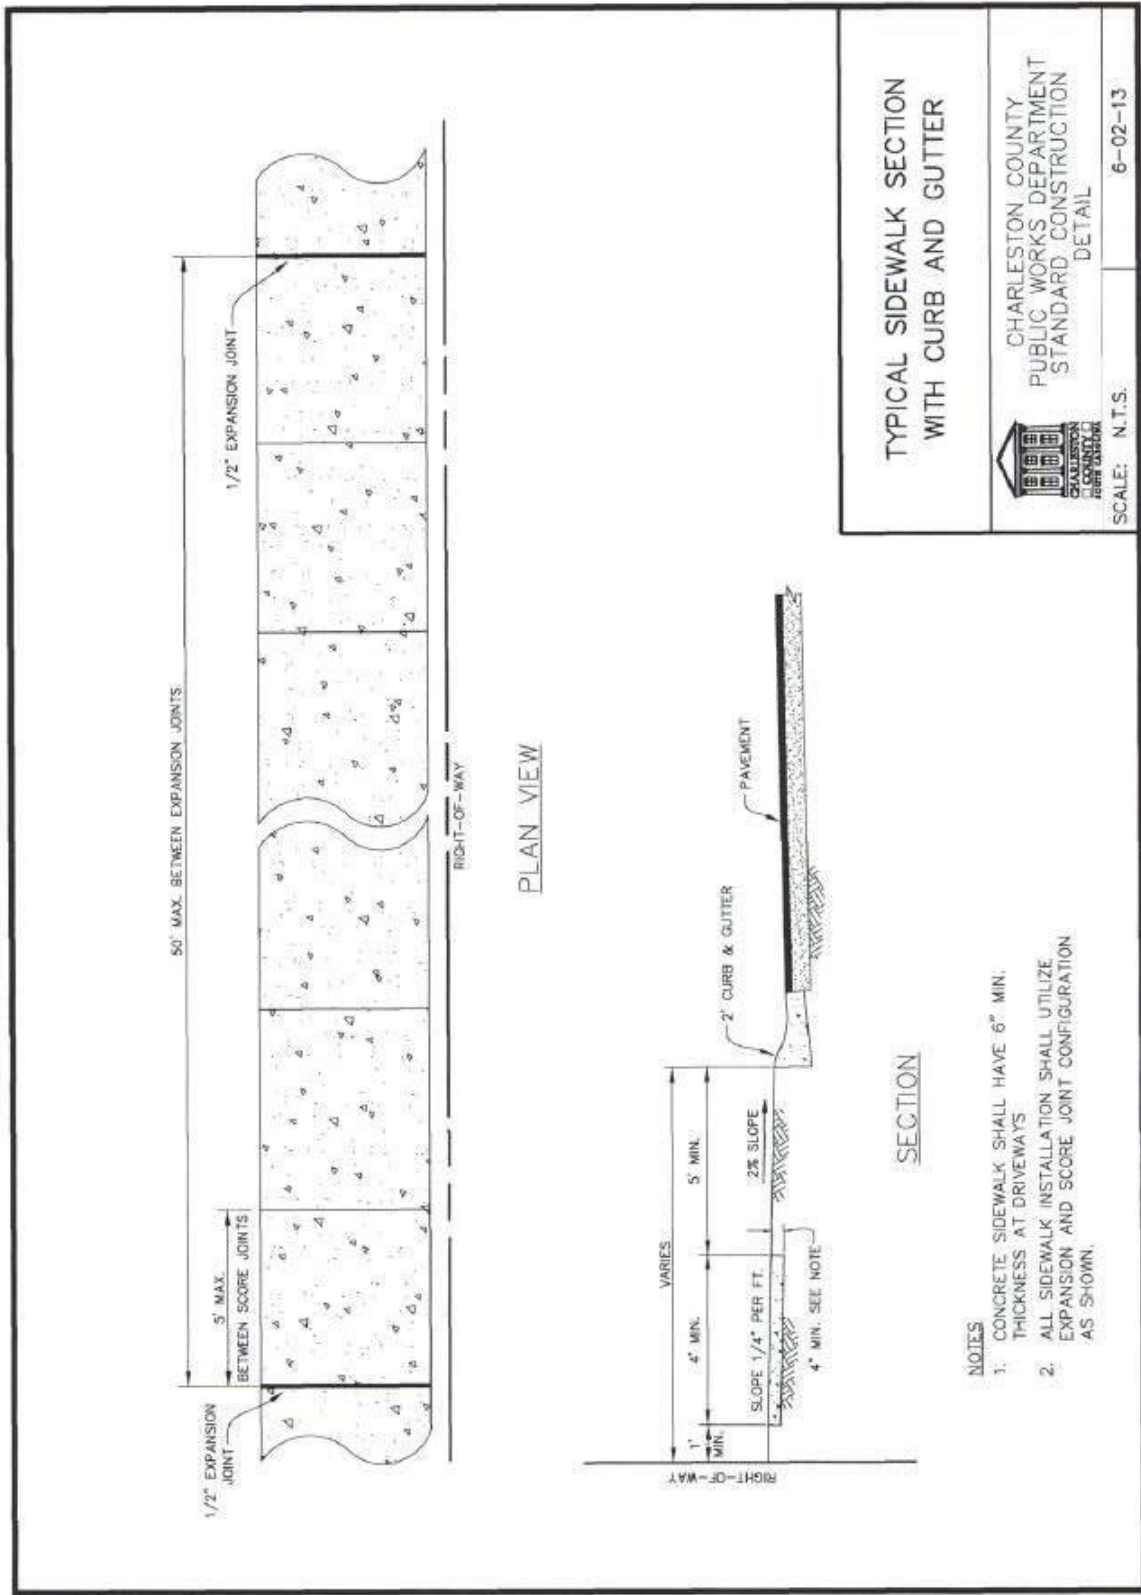 50' MAX. BETWEEN EXPANSION JOINTS
1/2" EXPANSION
JOINT
5' MAX.
BETWEEN SCORE JOINTS
1/2" EXPANSION JOINT
RIGHT-OF-WAY
PLAN VIEW
VARIES
1'
MIN.
4' MIN.
5' MIN.
SLOPE 1/4" PER FT.
2% SLOPE
2' CURB & GUTTER
PAVEMENT
4" MIN. SEE NOTE
RIGHT-OF-WAY
SECTION
NOTES
1. CONCRETE SIDEWALK SHALL HAVE 6" MIN.
THICKNESS AT DRIVEWAYS
2. ALL SIDEWALK INSTALLATION SHALL UTILIZE
EXPANSION AND SCORE JOINT CONFIGURATION
AS SHOWN.
TYPICAL SIDEWALK SECTION
WITH CURB AND GUTTER
CHARLESTON
COUNTY
SOUTH CAROLINA
CHARLESTON COUNTY
PUBLIC WORKS DEPARTMENT
STANDARD CONSTRUCTION
DETAIL
SCALE: N.T.S.
6-02-13